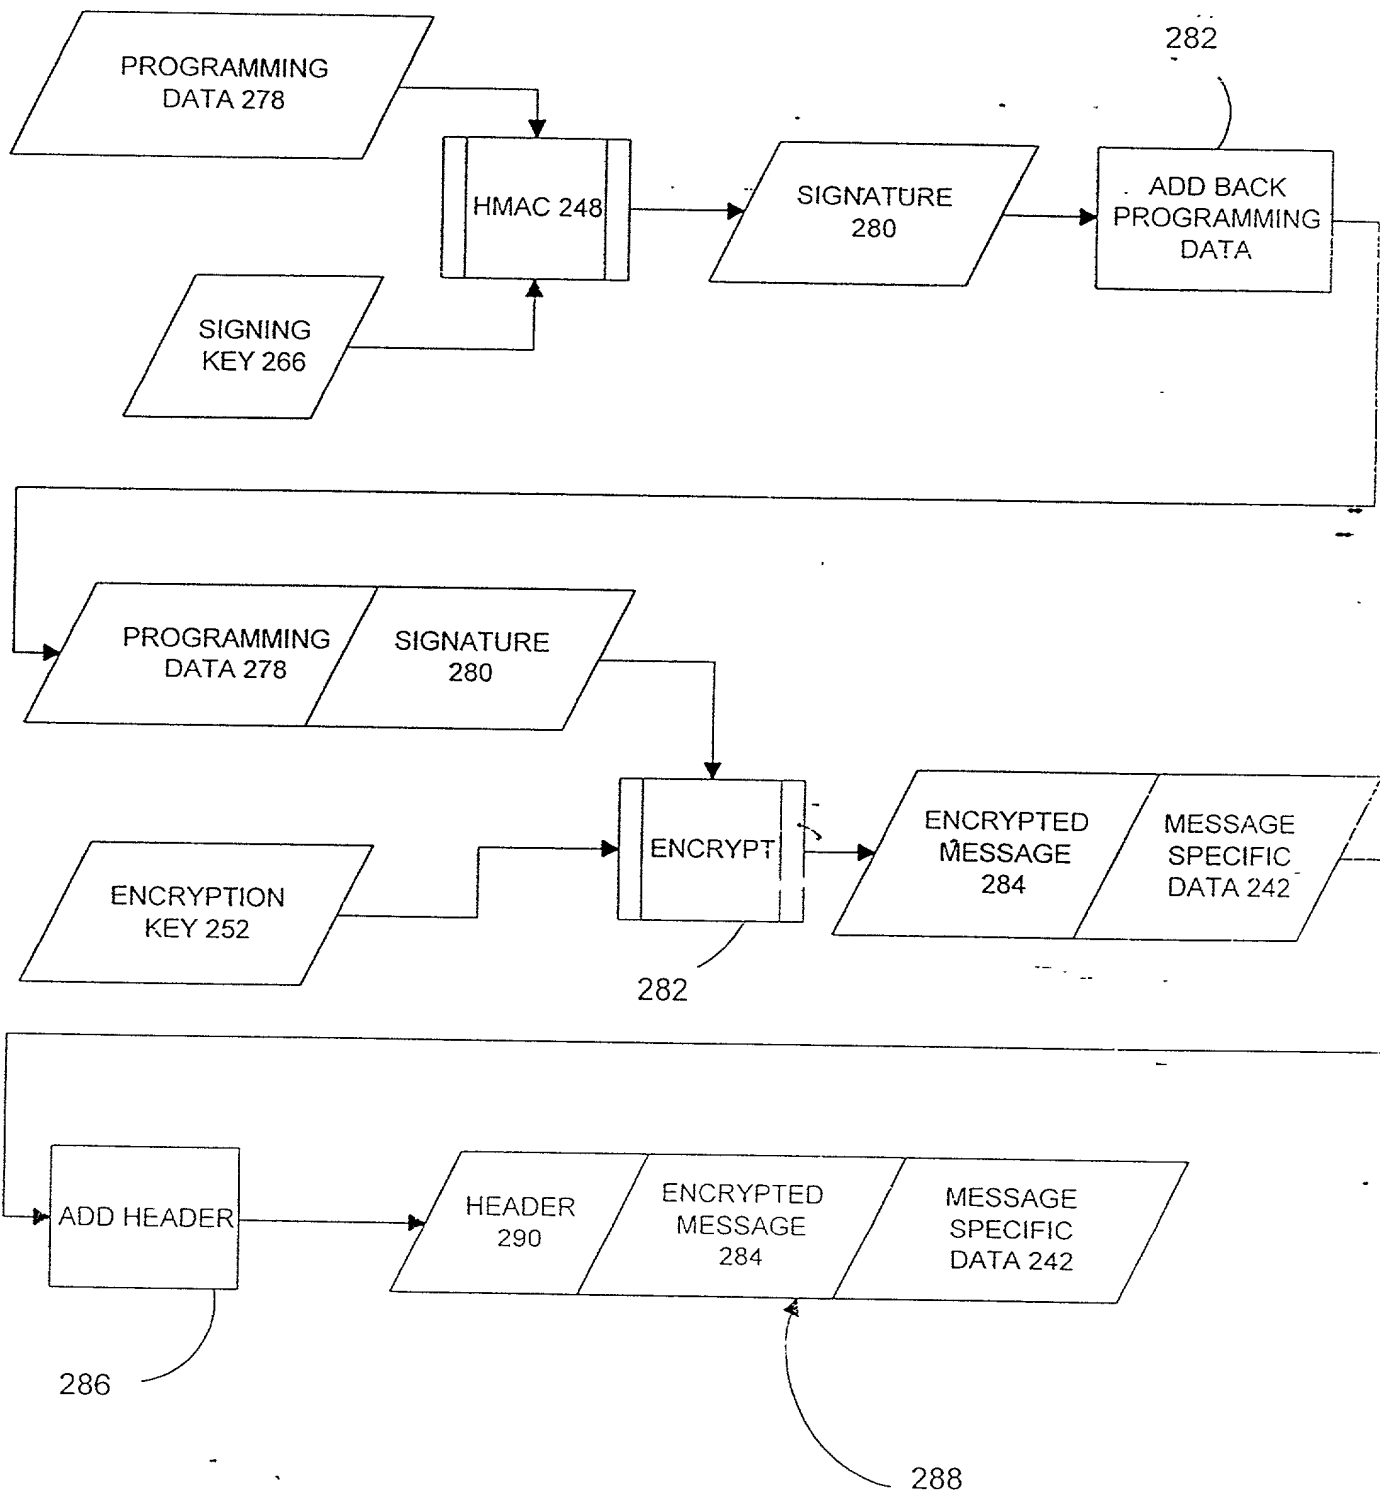 282
PROGRAMMING
DATA 278
HMAC 248
SIGNATURE
280
ADD BACK
PROGRAMMING
DATA
SIGNING
KEY 266
PROGRAMMING
DATA 278
SIGNATURE
280
ENCRYPT
ENCRYPTED
MESSAGE
284
MESSAGE
SPECIFIC
DATA 242
ENCRYPTION
KEY 252
282
ADD HEADER
HEADER
290
ENCRYPTED
MESSAGE
284
MESSAGE
SPECIFIC
DATA 242
286
288